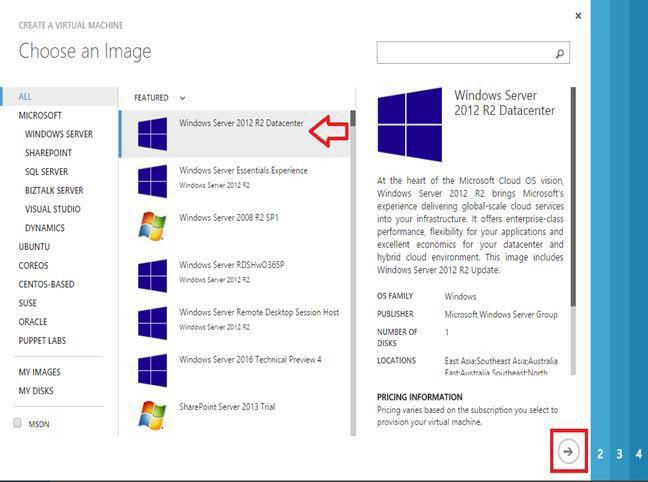 CREATE A VIRTUAL MACHINE
Choose an Image
ALL
MICROSOFT
WINDOWS SERVER
SHAREPOINT
SQL SERVER
BIZTALK SERVER
VISUAL STUDIO
DYNAMICS
UBUNTU
COREOS
CENTOS-BASED
SUSE
ORACLE
PUPPET LABS
MY IMAGES
MY DISKS
MSDN
FEATURED
Windows Server 2012 R2 Datacenter
Windows Server Essentials Experience
Windows Server 2012 R2
Windows Server 2008 R2 SP1
Windows Server RDSHwO365P
Windows Server 2012 R2
Windows Server Remote Desktop Session Host
Windows Server 2012 R2
Windows Server 2016 Technical Preview 4
SharePoint Server 2013 Trial
Windows Server
2012 R2 Datacenter
At the heart of the Microsoft Cloud OS vision,
Windows Server 2012 R2 brings Microsoft's
experience delivering global-scale cloud services
into your infrastructure. It offers enterprise-class
performance, flexibility for your applications and
excellent economics for your datacenter and
hybrid cloud environment. This image includes
Windows Server 2012 R2 Update.
OS FAMILY Windows
PUBLISHER Microsoft Windows Server Group
NUMBER OF DISKS 1
LOCATIONS East Asia;Southeast Asia;Australia
East;Australia Southeast;North
PRICING INFORMATION
Pricing varies based on the subscription you select to
provision your virtual machine.
2 3 4